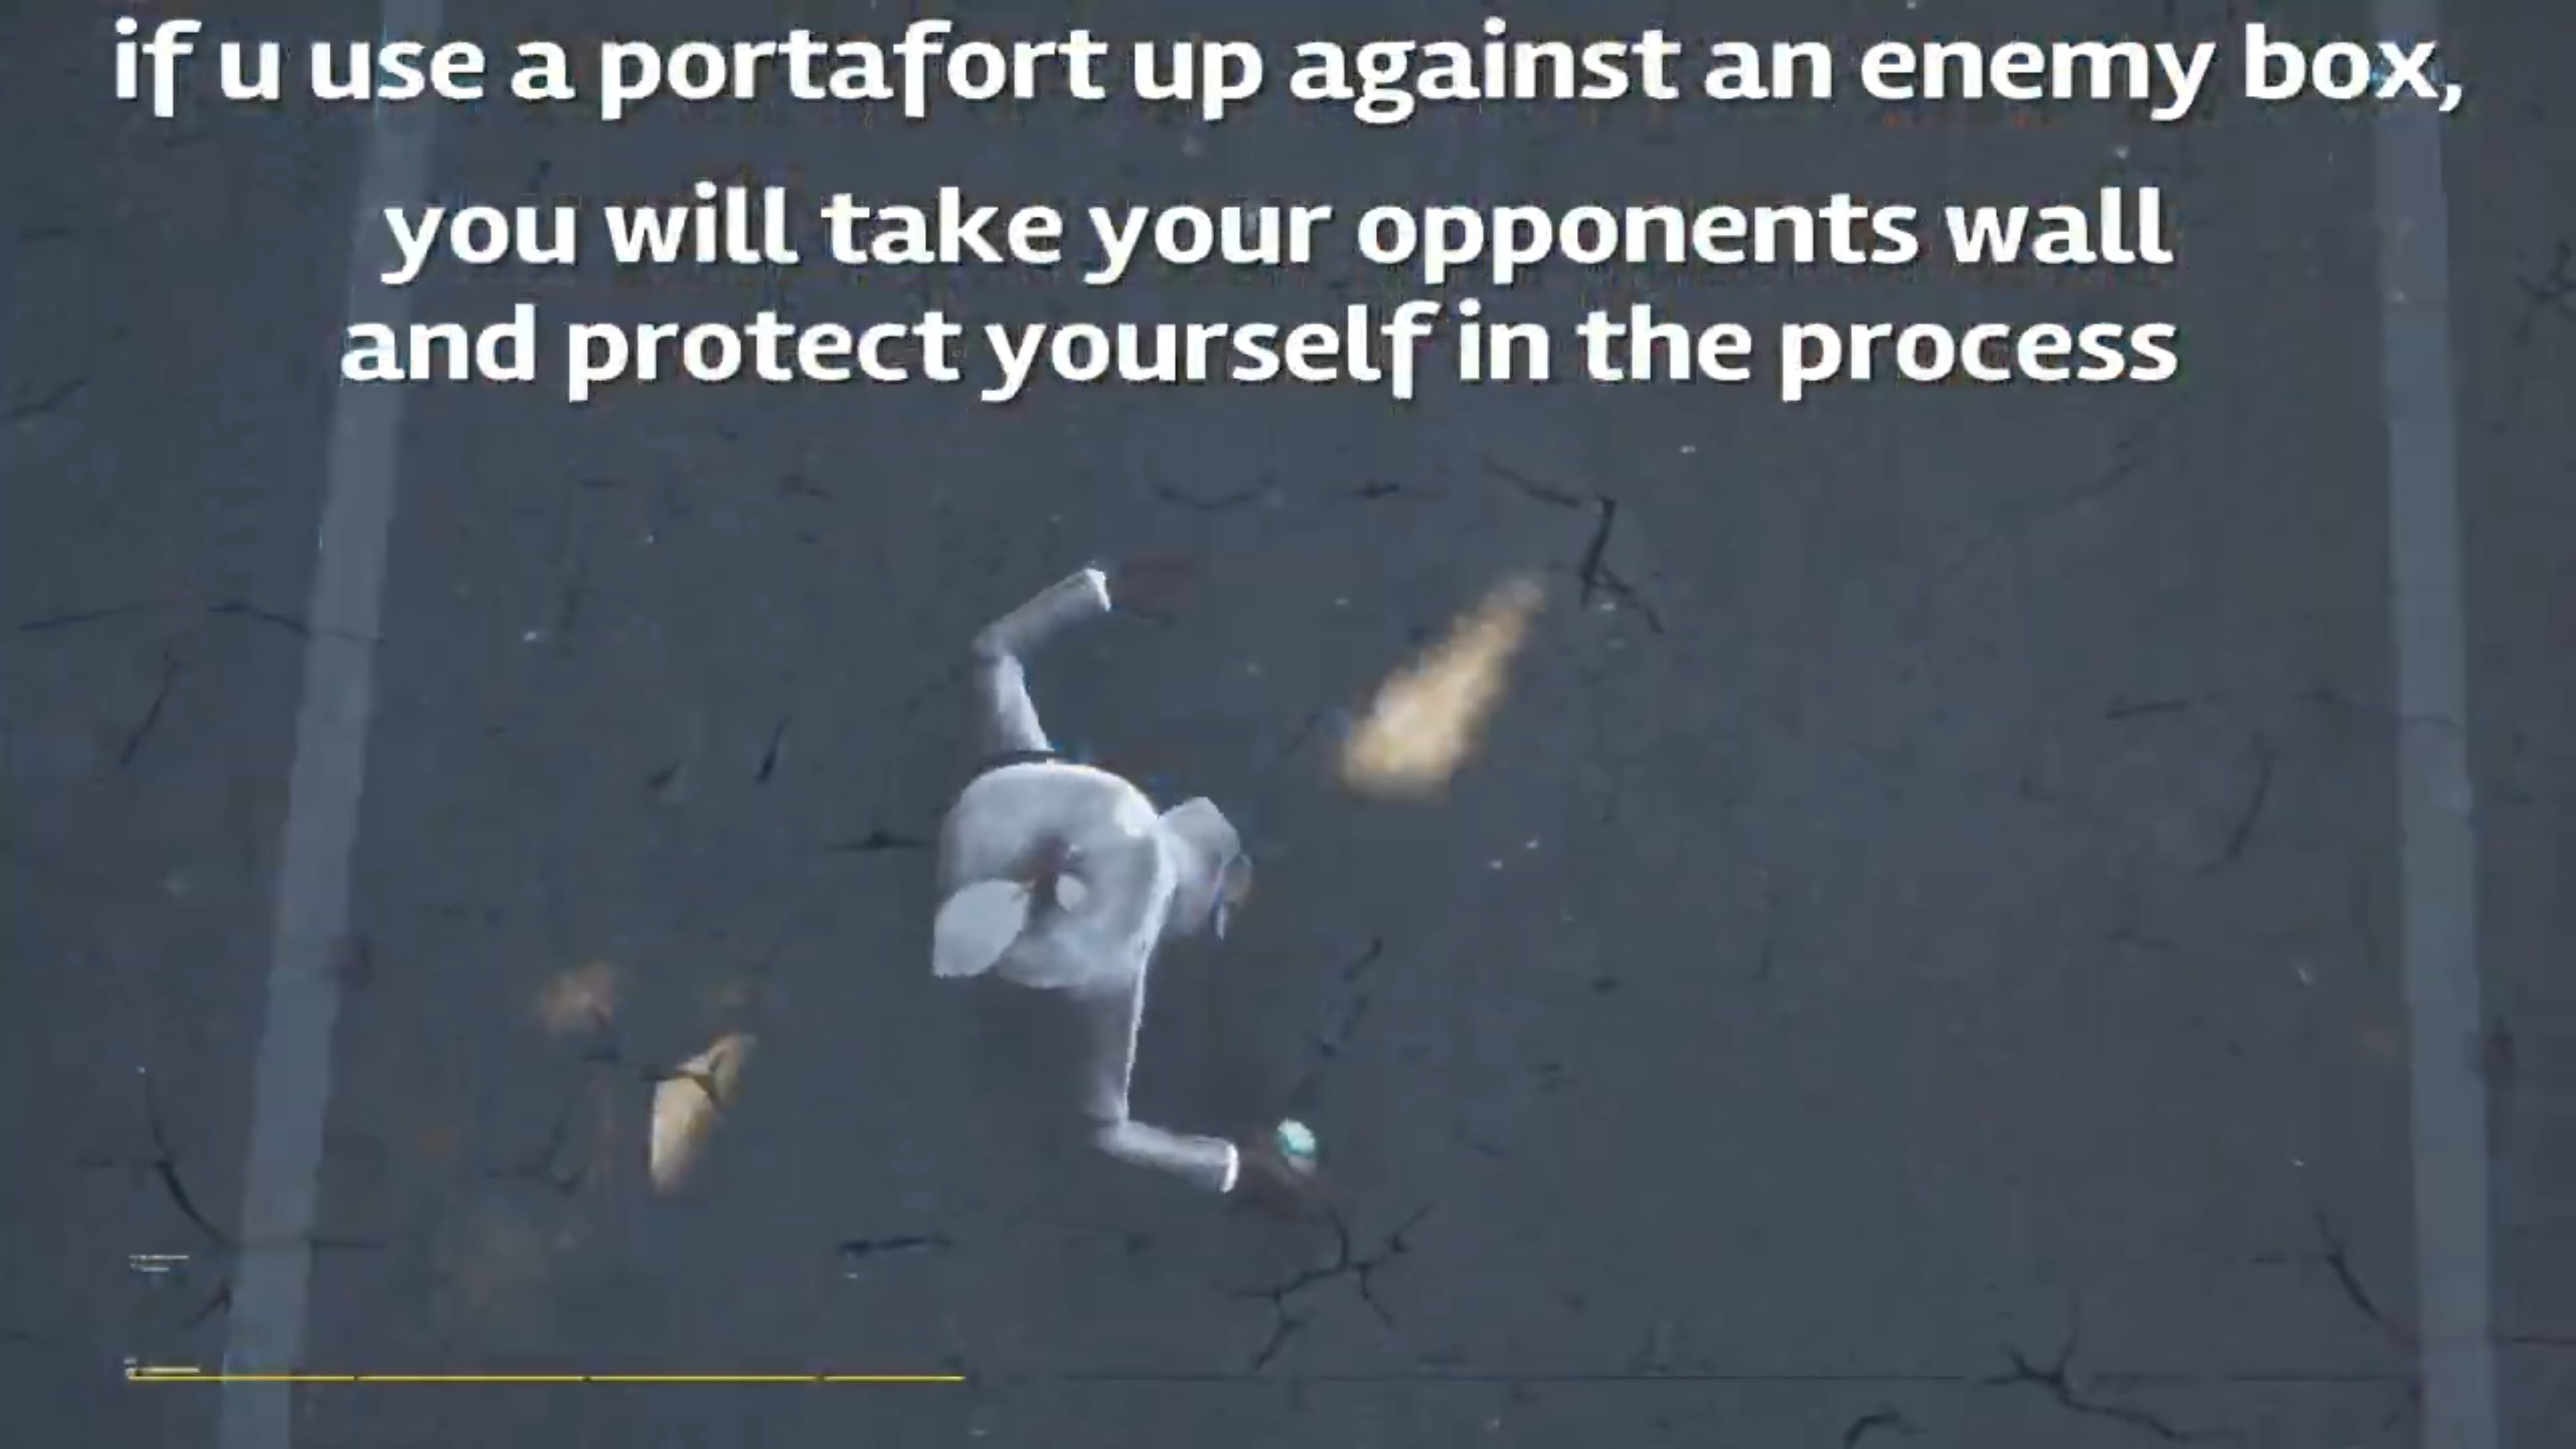 if u use a portafort up against an enemy box,
you will take your opponents wall
and protect yourself in the process